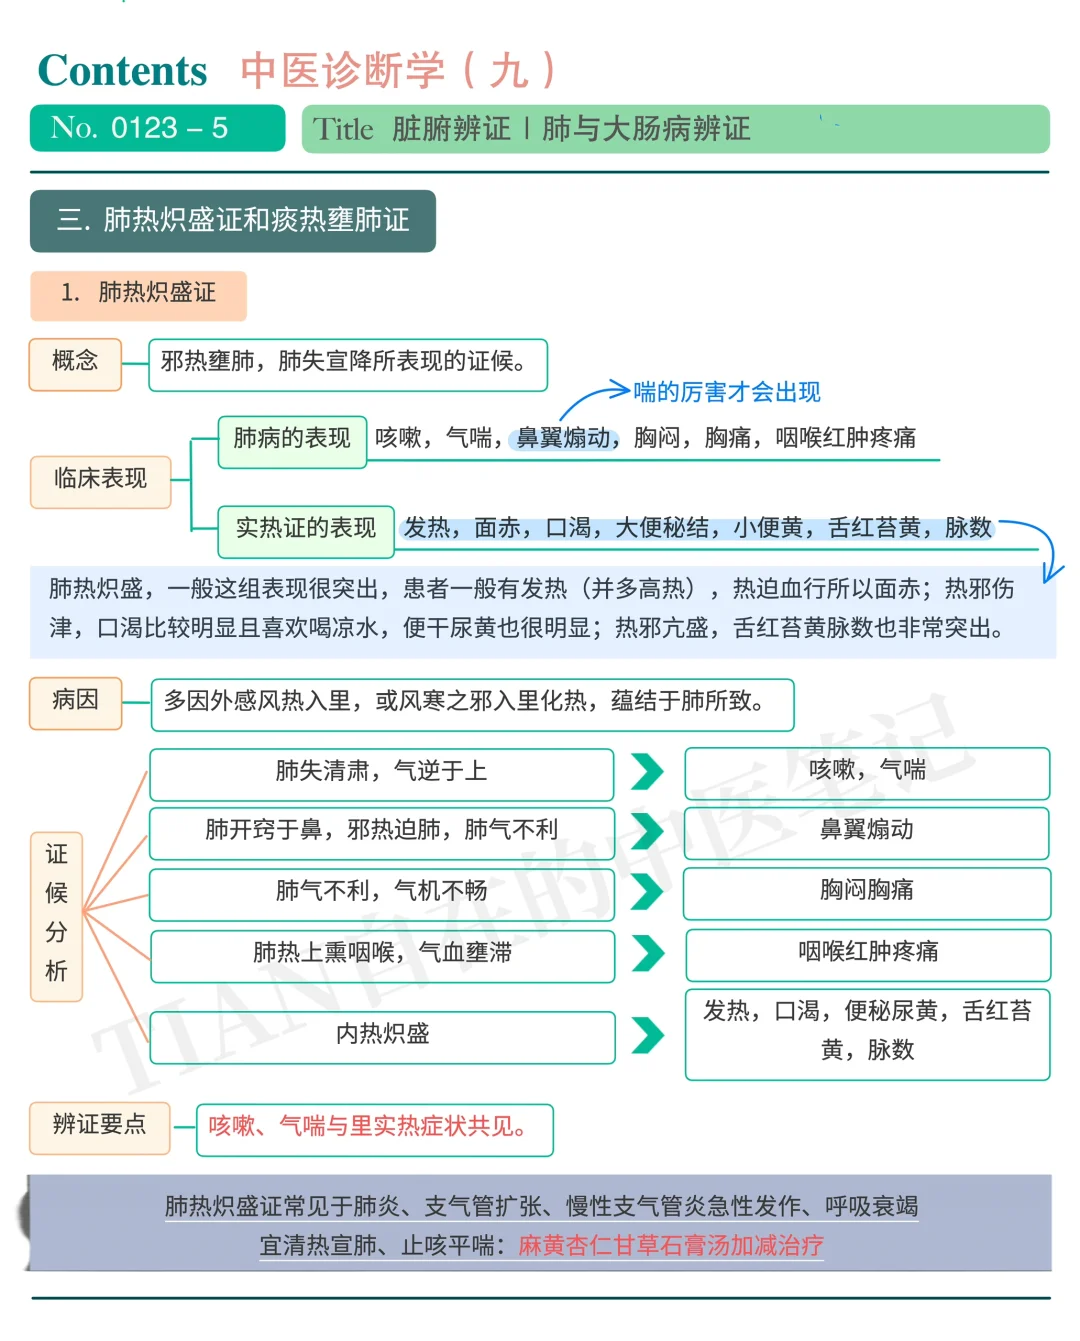 Contents 中医诊断学（九）
No. 0123 – 5
Title 脏腑辨证 | 肺与大肠病辨证
三. 肺热炽盛证和痰热壅肺证
1. 肺热炽盛证
概念
邪热壅肺，肺失宣降所表现的证候。
喘的厉害才会出现
临床表现
肺病的表现
咳嗽，气喘，鼻翼煽动，胸闷，胸痛，咽喉红肿疼痛
实热证的表现
发热，面赤，口渴，大便秘结，小便黄，舌红苔黄，脉数
肺热炽盛，一般这组表现很突出，患者一般有发热（并多高热），热迫血行所以面赤；热邪伤
津，口渴比较明显且喜欢喝凉水，便干尿黄也很明显；热邪亢盛，舌红苔黄脉数也非常突出。
病因
多因外感风热入里，或风寒之邪入里化热，蕴结于肺所致。
证候分析
肺失清肃，气逆于上
咳嗽，气喘
肺开窍于鼻，邪热迫肺，肺气不利
鼻翼煽动
肺气不利，气机不畅
胸闷胸痛
肺热上熏咽喉，气血壅滞
咽喉红肿疼痛
内热炽盛
发热，口渴，便秘尿黄，舌红苔
黄，脉数
辨证要点
咳嗽、气喘与里实热症状共见。
肺热炽盛证常见于肺炎、支气管扩张、慢性支气管炎急性发作、呼吸衰竭
宜清热宣肺、止咳平喘：麻黄杏仁甘草石膏汤加减治疗
TIAN自在的中医笔记